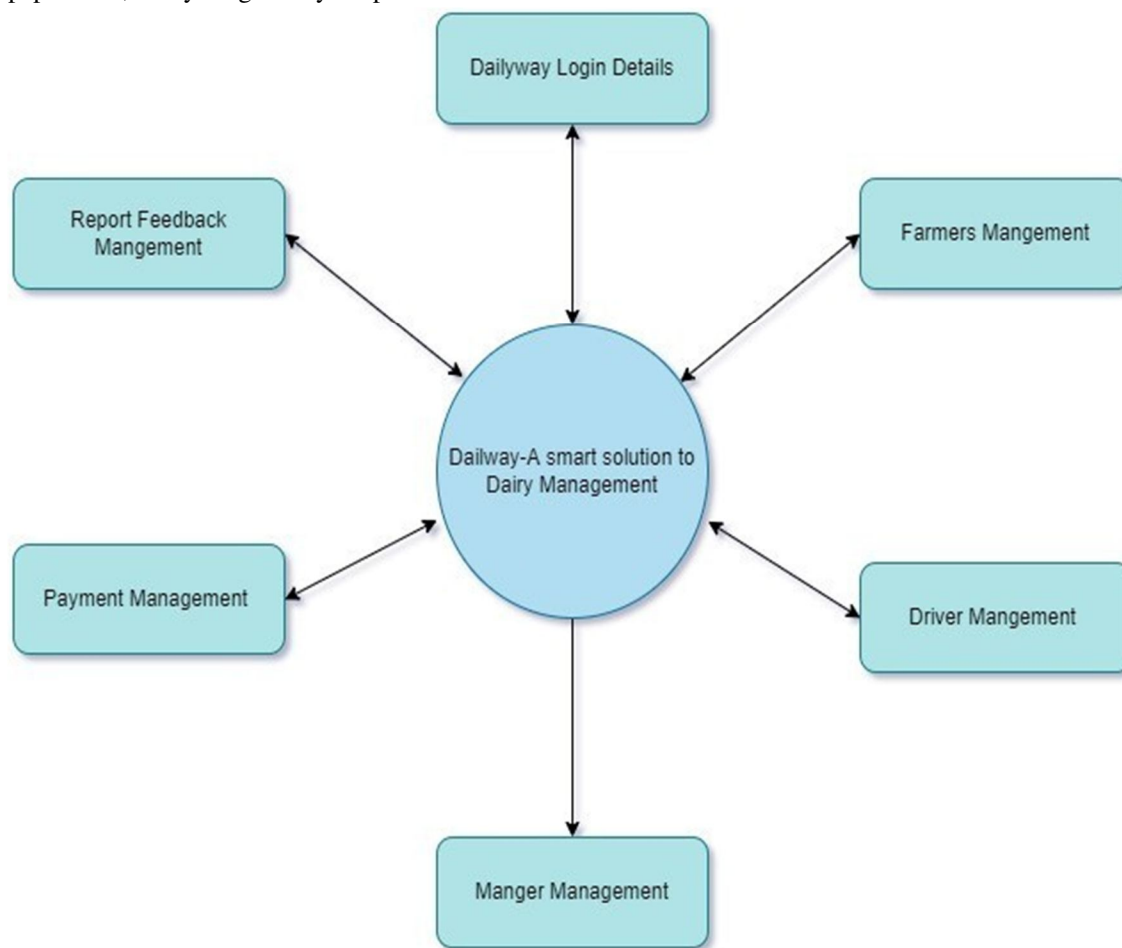 Dailyway Login Details
Report Feedback
Mangement
Farmers Mangement
Dailway-A smart solution to
Dairy Management
Payment Management
Driver Mangement
Manger Management